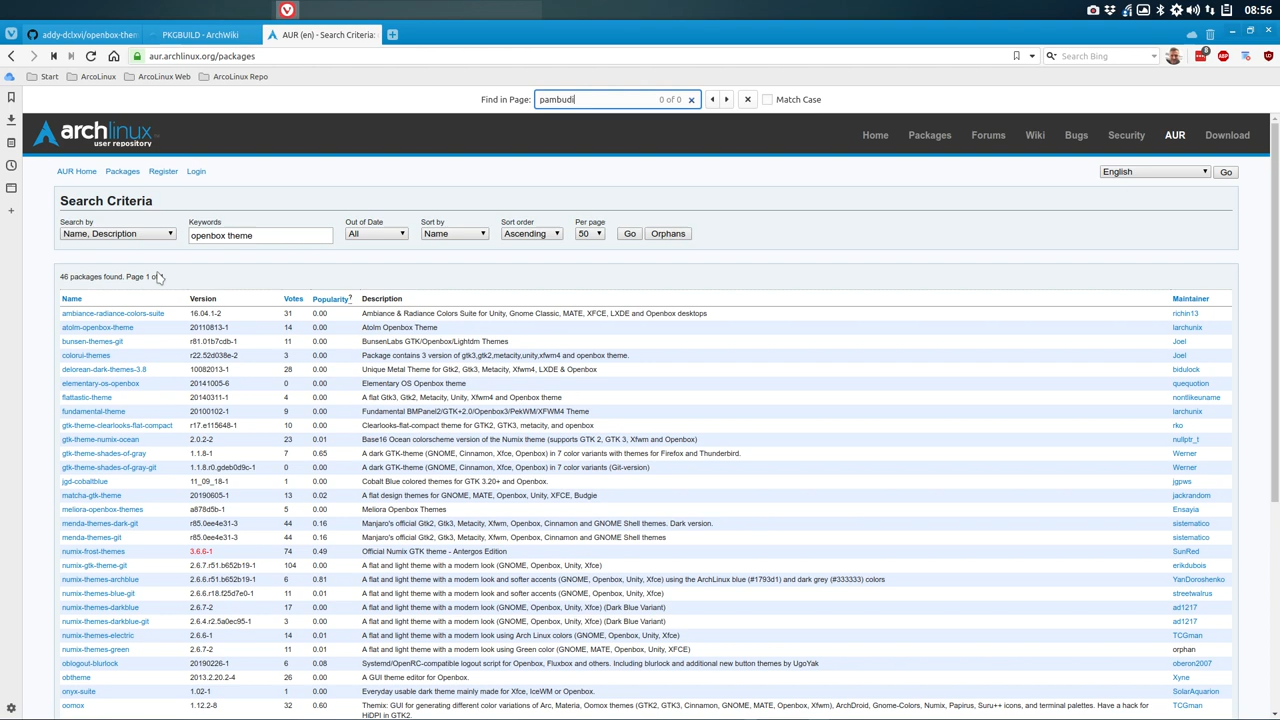 08:56
addy-dclxvi/openbox-them
PKGBUILD - ArchWiki
AUR (en) - Search Criteria:
aur.archlinux.org/packages
Search Bing
8
ABP
Start
ArcoLinux
ArcoLinux Web
ArcoLinux Repo
Find in Page:
pambudi
0 of 0
Match Case
archlinux
user repository
Home
Packages
Forums
Wiki
Bugs
Security
AUR
Download
AUR Home
Packages
Register
Login
English
Go
Search Criteria
Search by
Keywords
Out of Date
Sort by
Sort order
Per page
Name, Description
openbox theme
All
Name
Ascending
50
Go
Orphans
46 packages found. Page 1 of
Name Version Votes Popularity? Description Maintainer
ambiance-radiance-colors-suite 16.04.1-2 31 0.00 Ambiance & Radiance Colors Suite for Unity, Gnome Classic, MATE, XFCE, LXDE and Openbox desktops richin13
atolm-openbox-theme 20110813-1 14 0.00 Atolm Openbox Theme larchunix
bunsen-themes-git r81.01b7cdb-1 11 0.00 BunsenLabs GTK/Openbox/Lightdm Themes Joel
colorui-themes r22.52d038e-2 3 0.00 Package contains 3 version of gtk3,gtk2,metacity,unity,xfwm4 and openbox theme. Joel
delorean-dark-themes-3.8 10082013-1 28 0.00 Unique Metal Theme for Gtk2, Gtk3, Metacity, Xfwm4, LXDE & Openbox bidulock
elementary-os-openbox 20141005-6 0 0.00 Elementary OS Openbox theme quequotion
flattastic-theme 20140311-1 4 0.00 A flat Gtk3, Gtk2, Metacity, Unity, Xfwm4 and Openbox theme nontlikeuname
fundamental-theme 20100102-1 9 0.00 Fundamental BMPanel2/GTK+2.0/Openbox3/PekWM/XFWM4 Theme larchunix
gtk-theme-clearlooks-flat-compact r17.e115648-1 10 0.00 Clearlooks-flat-compact theme for GTK2, GTK3, metacity, and openbox rko
gtk-theme-numix-ocean 2.0.2-2 23 0.01 Base16 Ocean colorscheme version of the Numix theme (supports GTK 2, GTK 3, Xfwm and Openbox) nullptr_t
gtk-theme-shades-of-gray 1.1.8-1 7 0.65 A dark GTK-theme (GNOME, Cinnamon, Xfce, Openbox) in 7 color variants with themes for Firefox and Thunderbird. Werner
gtk-theme-shades-of-gray-git 1.1.8.r0.gdeb0d9c-1 0 0.00 A dark GTK-theme (GNOME, Cinnamon, Xfce, Openbox) in 7 color variants (Git-version) Werner
jgd-cobaltblue 11_09_18-1 1 0.00 Cobalt Blue colored themes for GTK 3.20+ and Openbox. jgpws
matcha-gtk-theme 20190605-1 13 0.02 A flat design themes for GNOME, MATE, Openbox, Unity, XFCE, Budgie jackrandom
meliora-openbox-themes a878d5b-1 5 0.00 Meliora Openbox Themes Ensayia
menda-themes-dark-git r85.0ee4e31-3 44 0.16 Manjaro's official Gtk2, Gtk3, Metacity, Xfwm, Openbox, Cinnamon and GNOME Shell themes. Dark version. sistematico
menda-themes-git r85.0ee4e31-3 44 0.16 Manjaro's official Gtk2, Gtk3, Metacity, Xfwm, Openbox, Cinnamon and GNOME Shell themes sistematico
numix-frost-themes 3.6.6-1 74 0.49 Official Numix GTK theme - Antergos Edition SunRed
numix-gtk-theme-git 2.6.7.r51.b652b19-1 104 0.00 A flat and light theme with a modern look (GNOME, Openbox, Unity, Xfce) erikdubois
numix-themes-archblue 2.6.6.r51.b652b19-1 6 0.81 A flat and light theme with a modern look and softer accents (GNOME, Openbox, Unity, Xfce) using the ArchLinux blue (#1793d1) and dark grey (#333333) colors YanDoroshenko
numix-themes-blue-git 2.6.6.r18.f25d7e0-1 11 0.01 A flat and light theme with a modern look and softer accents (GNOME, Openbox, Unity, Xfce) streetwalrus
numix-themes-darkblue 2.6.7-2 17 0.00 A flat and light theme with a modern look (GNOME, Openbox, Unity, Xfce) (Dark Blue Variant) ad1217
numix-themes-darkblue-git 2.6.4.r2.5a0ec95-1 3 0.00 A flat and light theme with a modern look (GNOME, Openbox, Unity, Xfce) (Dark Blue Variant) ad1217
numix-themes-electric 2.6.6-1 14 0.01 A flat and light theme with a modern look using Arch Linux colors (GNOME, Openbox, Unity, Xfce) TCGman
numix-themes-green 2.6.7-2 11 0.01 A flat and light theme with a modern look using Green color (GNOME, Openbox, Unity, MATE, XFCE) orphan
oblogout-blurlock 20190226-1 6 0.08 Systemd/OpenRC-compatible logout script for Openbox, Fluxbox and others. Including blurlock and additional new button themes by UgoYak oberon2007
obtheme 2013.2.20.2-4 26 0.00 A GUI theme editor for Openbox. Xyne
onyx-suite 1.02-1 1 0.00 Everyday usable dark theme mainly made for Xfce, IceWM or Openbox. SolarAquarion
oomox 1.12.2-8 32 0.60 Themix: GUI for generating different color variations of Arc, Materia, Oomox themes (GTK2, GTK3, Cinnamon, GNOME, MATE, Openbox, Xfwm), ArchDroid, Gnome-Colors, Numix, Papirus, Suru++ icons, and terminal palettes. Have a hack for TCGman
HiDPI in GTK2.